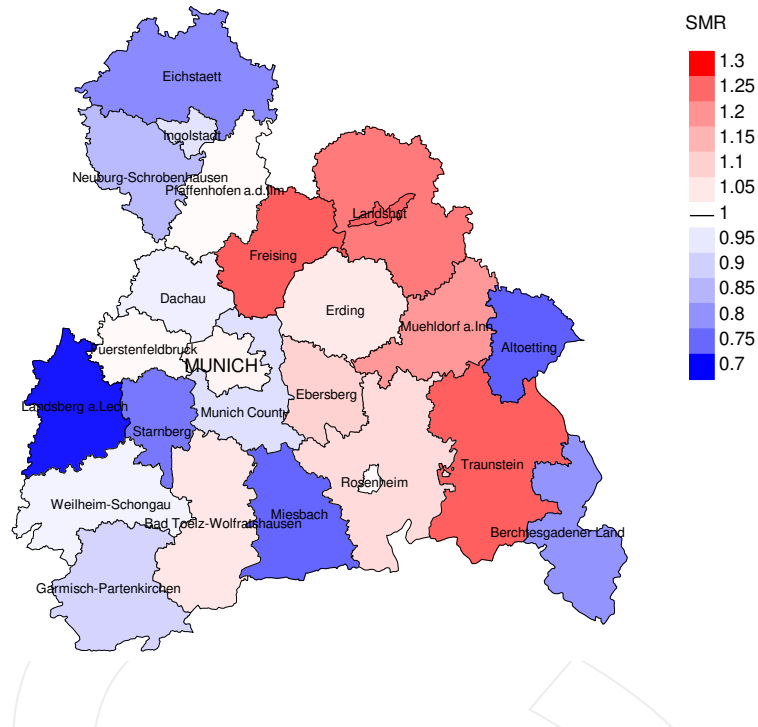 SMR
1.3
1.25
1.2
1.15
1.1
1.05
1
0.95
0.9
0.8
0.75
0.7
Eichstaett
Ingolstadt
Neuburg-Schrobenhausen
Pfaffenhofen a.d.Ilm
Landshut
Freising
Dachau
Erding
Muehldorf a.Inn
Altoetting
Fuerstenfeldbruck
MUNICH
Ebersberg
Landsberg a.Lech
Munich County
Starnberg
Traunstein
Rosenheim
Weilheim-Schongau
Miesbach
Bad Toelz-Wolfratshausen
Berchtesgadener Land
Garmisch-Partenkirchen